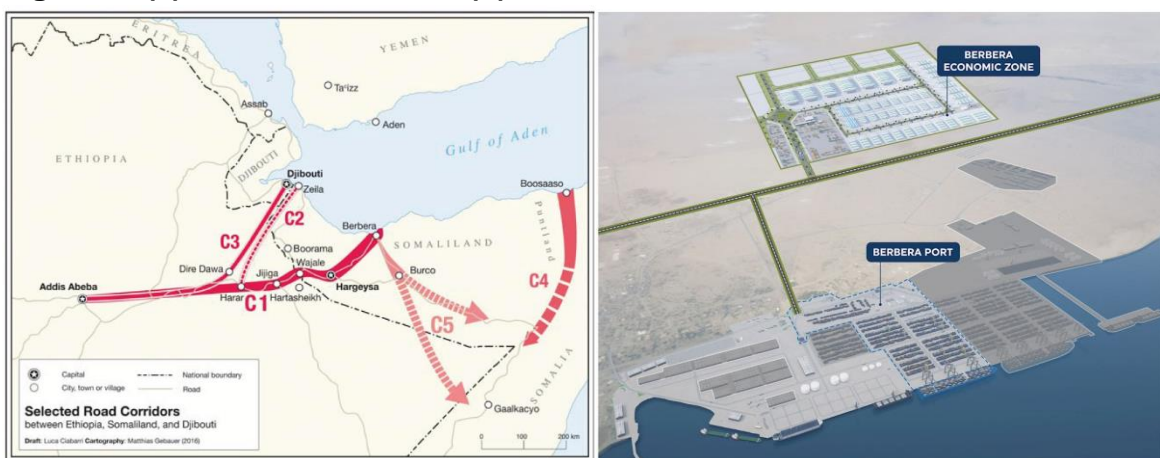 ERITREA
YEMEN
Ta'izz
Assab
Aden
ETHIOPIA
DJIBOUTI
Gulf of Aden
Djibouti
Zeila
Boosaaso
C2
C3
Berbera
Puntland
SOMALILAND
Boorama
Dire Dawa
Jijiga
Wajale
Burco
C4
Addis Abeba
Harar
Hartasheikh
Hargeysa
C1
C5
SOMALIA
Gaalkacyo
Capital
City, town or village
National boundary
Road
Selected Road Corridors
between Ethiopia, Somaliland, and Djibouti
Draft: Luca Ciabarri Cartography: Matthias Gebauer (2016)
0 100 200 km
BERBERA
ECONOMIC ZONE
BERBERA PORT